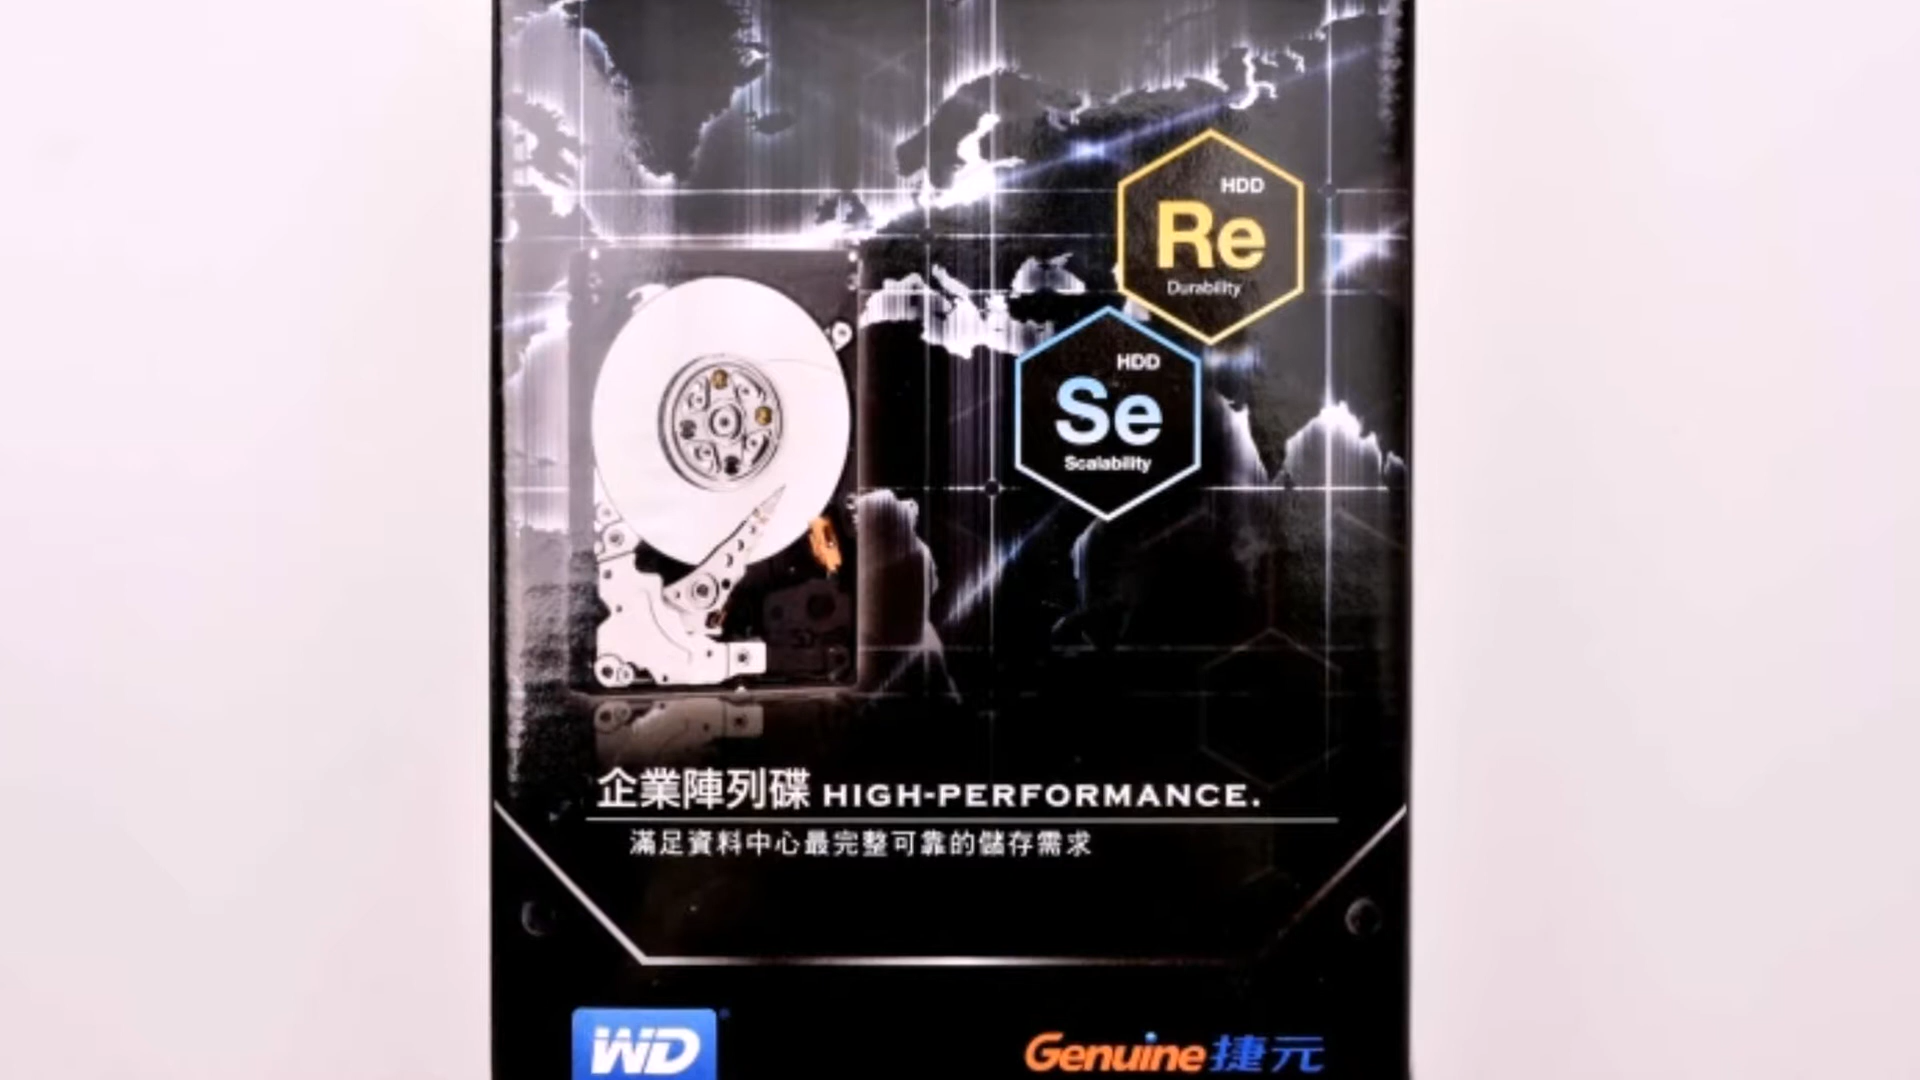 HDD
Re
Durability
HDD
Se
Scalability
企業陣列碟 HIGH-PERFORMANCE.
滿足資料中心最完整可靠的儲存需求
WD
Genuine捷元